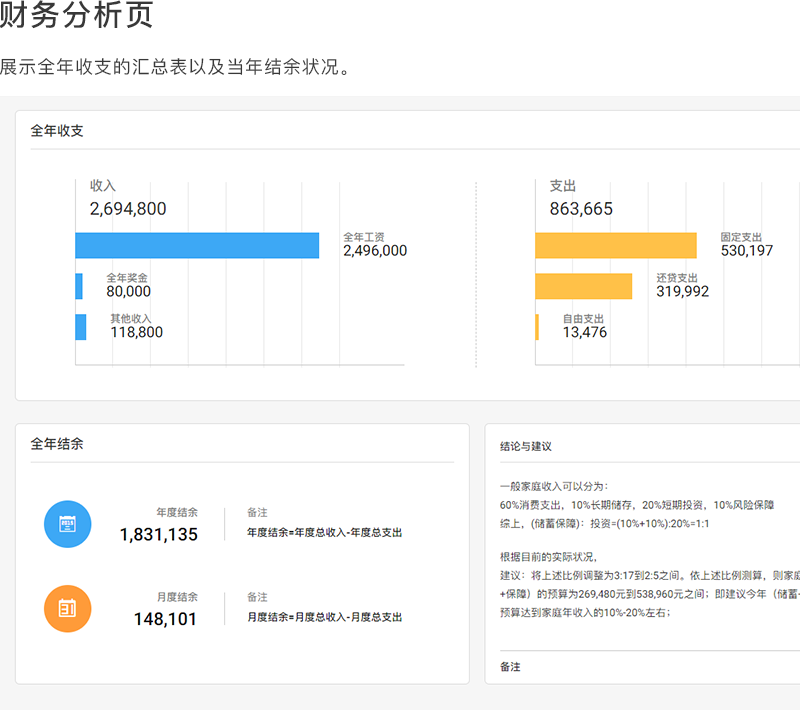 财务分析页
展示全年收支的汇总表以及当年结余状况。
全年收支
收入
2,694,800
全年工资
2,496,000
全年奖金
80,000
其他收入
118,800
支出
863,665
固定支出
530,197
还贷支出
319,992
自由支出
13,476
全年结余
年度结余
1,831,135
备注
年度结余=年度总收入-年度总支出
月度结余
148,101
备注
月度结余=月度总收入-月度总支出
结论与建议
一般家庭收入可以分为：
60%消费支出，10%长期储存，20%短期投资，10%风险保障
综上，(储蓄保障)：投资=(10%+10%):20%=1:1
根据目前的实际状况，
建议：将上述比例调整为3:17到2:5之间。依上述比例测算，则家庭
+保障）的预算为269,480元到538,960元之间；即建议今年（储蓄+
预算达到家庭年收入的10%-20%左右；
备注